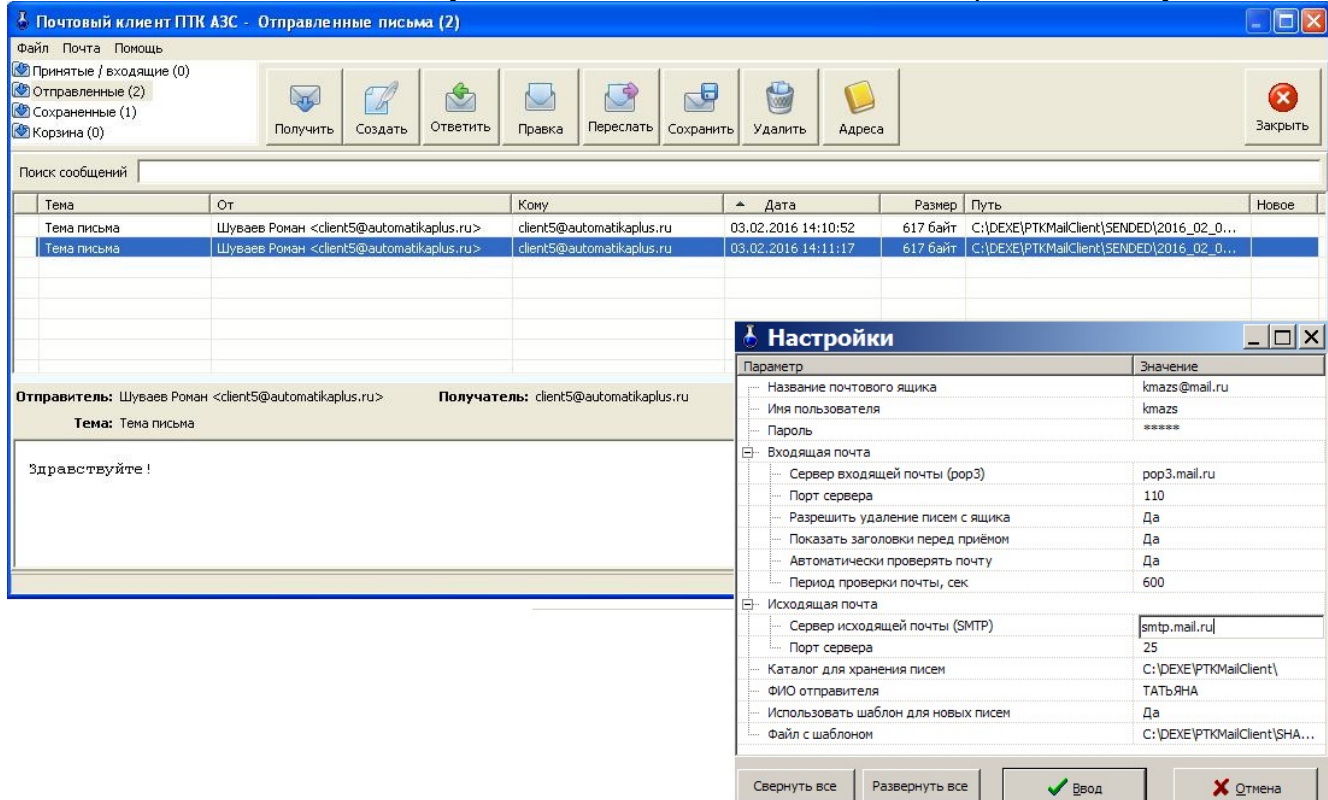 Почтовый клиент ПТК АЗС - Отправленные письма (2)
Файл Почта Помощь
Принятые / входящие (0)
Отправленные (2)
Сохраненные (1)
Корзина (0)
Получить Создать Ответить Правка Переслать Сохранить Удалить Адреса Закрыть
Поиск сообщений
Тема От Кому Дата Размер Путь Новое
Тема письма Шуваев Роман <client5@automatikaplus.ru> client5@automatikaplus.ru 03.02.2016 14:10:52 617 байт C:\DEXE\PTKMailClient\SENDED\2016_02_0...
Тема письма Шуваев Роман <client5@automatikaplus.ru> client5@automatikaplus.ru 03.02.2016 14:11:17 617 байт C:\DEXE\PTKMailClient\SENDED\2016_02_0...
Отправитель: Шуваев Роман <client5@automatikaplus.ru> Получатель: client5@automatikaplus.ru
Тема: Тема письма
Здравствуйте!
Настройки
Параметр Значение
Название почтового ящика kmazs@mail.ru
Имя пользователя kmazs
Пароль *****
Входящая почта
Сервер входящей почты (pop3) pop3.mail.ru
Порт сервера 110
Разрешить удаление писем с ящика Да
Показать заголовки перед приёмом Да
Автоматически проверять почту Да
Период проверки почты, сек 600
Исходящая почта
Сервер исходящей почты (SMTP) smtp.mail.ru
Порт сервера 25
Каталог для хранения писем C:\DEXE\PTKMailClient\
ФИО отправителя ТАТЬЯНА
Использовать шаблон для новых писем Да
Файл с шаблоном C:\DEXE\PTKMailClient\SHA...
Свернуть все Развернуть все Ввод Отмена